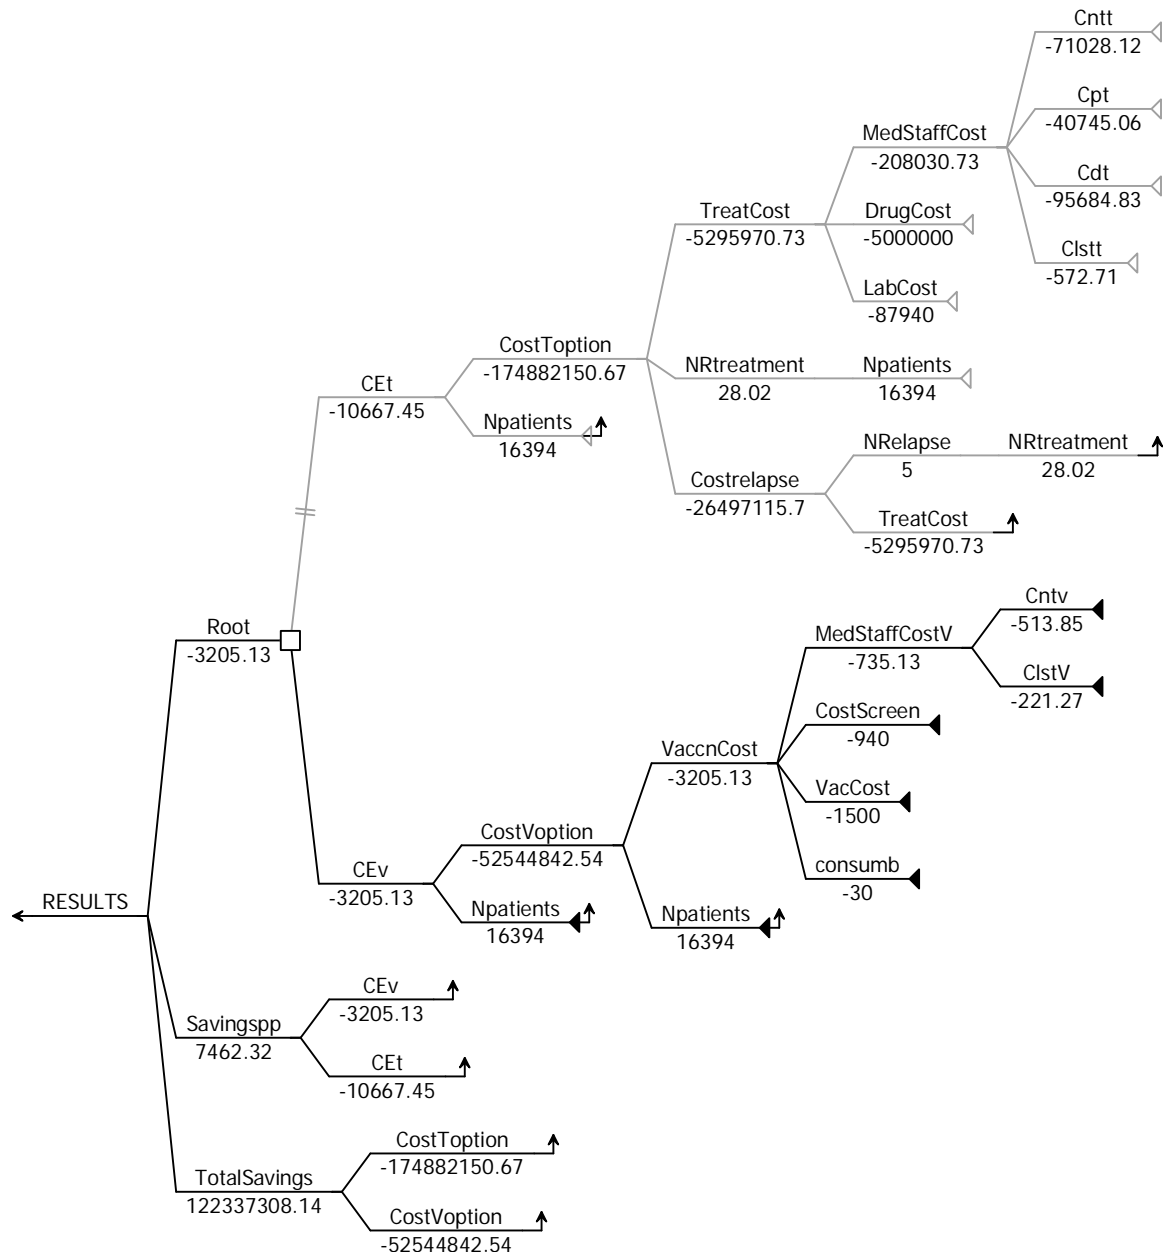 Cntt
-71028.12
Cpt
-40745.06
MedStaffCost
-208030.73
Cdt
-95684.83
TreatCost
-5295970.73
DrugCost
-5000000
Clstt
-572.71
LabCost
-87940
CostToption
-174882150.67
NRtreatment
28.02
Npatients
16394
CEt
-10667.45
Npatients
16394
NRelapse
5
NRtreatment
28.02
Costrelapse
-26497115.7
TreatCost
-5295970.73
Root
-3205.13
Cntv
-513.85
MedStaffCostV
-735.13
ClstV
-221.27
CostScreen
-940
VaccnCost
-3205.13
VacCost
-1500
CostVoption
-52544842.54
consumb
-30
CEv
-3205.13
Npatients
16394
Npatients
16394
RESULTS
CEv
-3205.13
Savingspp
7462.32
CEt
-10667.45
CostToption
-174882150.67
TotalSavings
122337308.14
CostVoption
-52544842.54